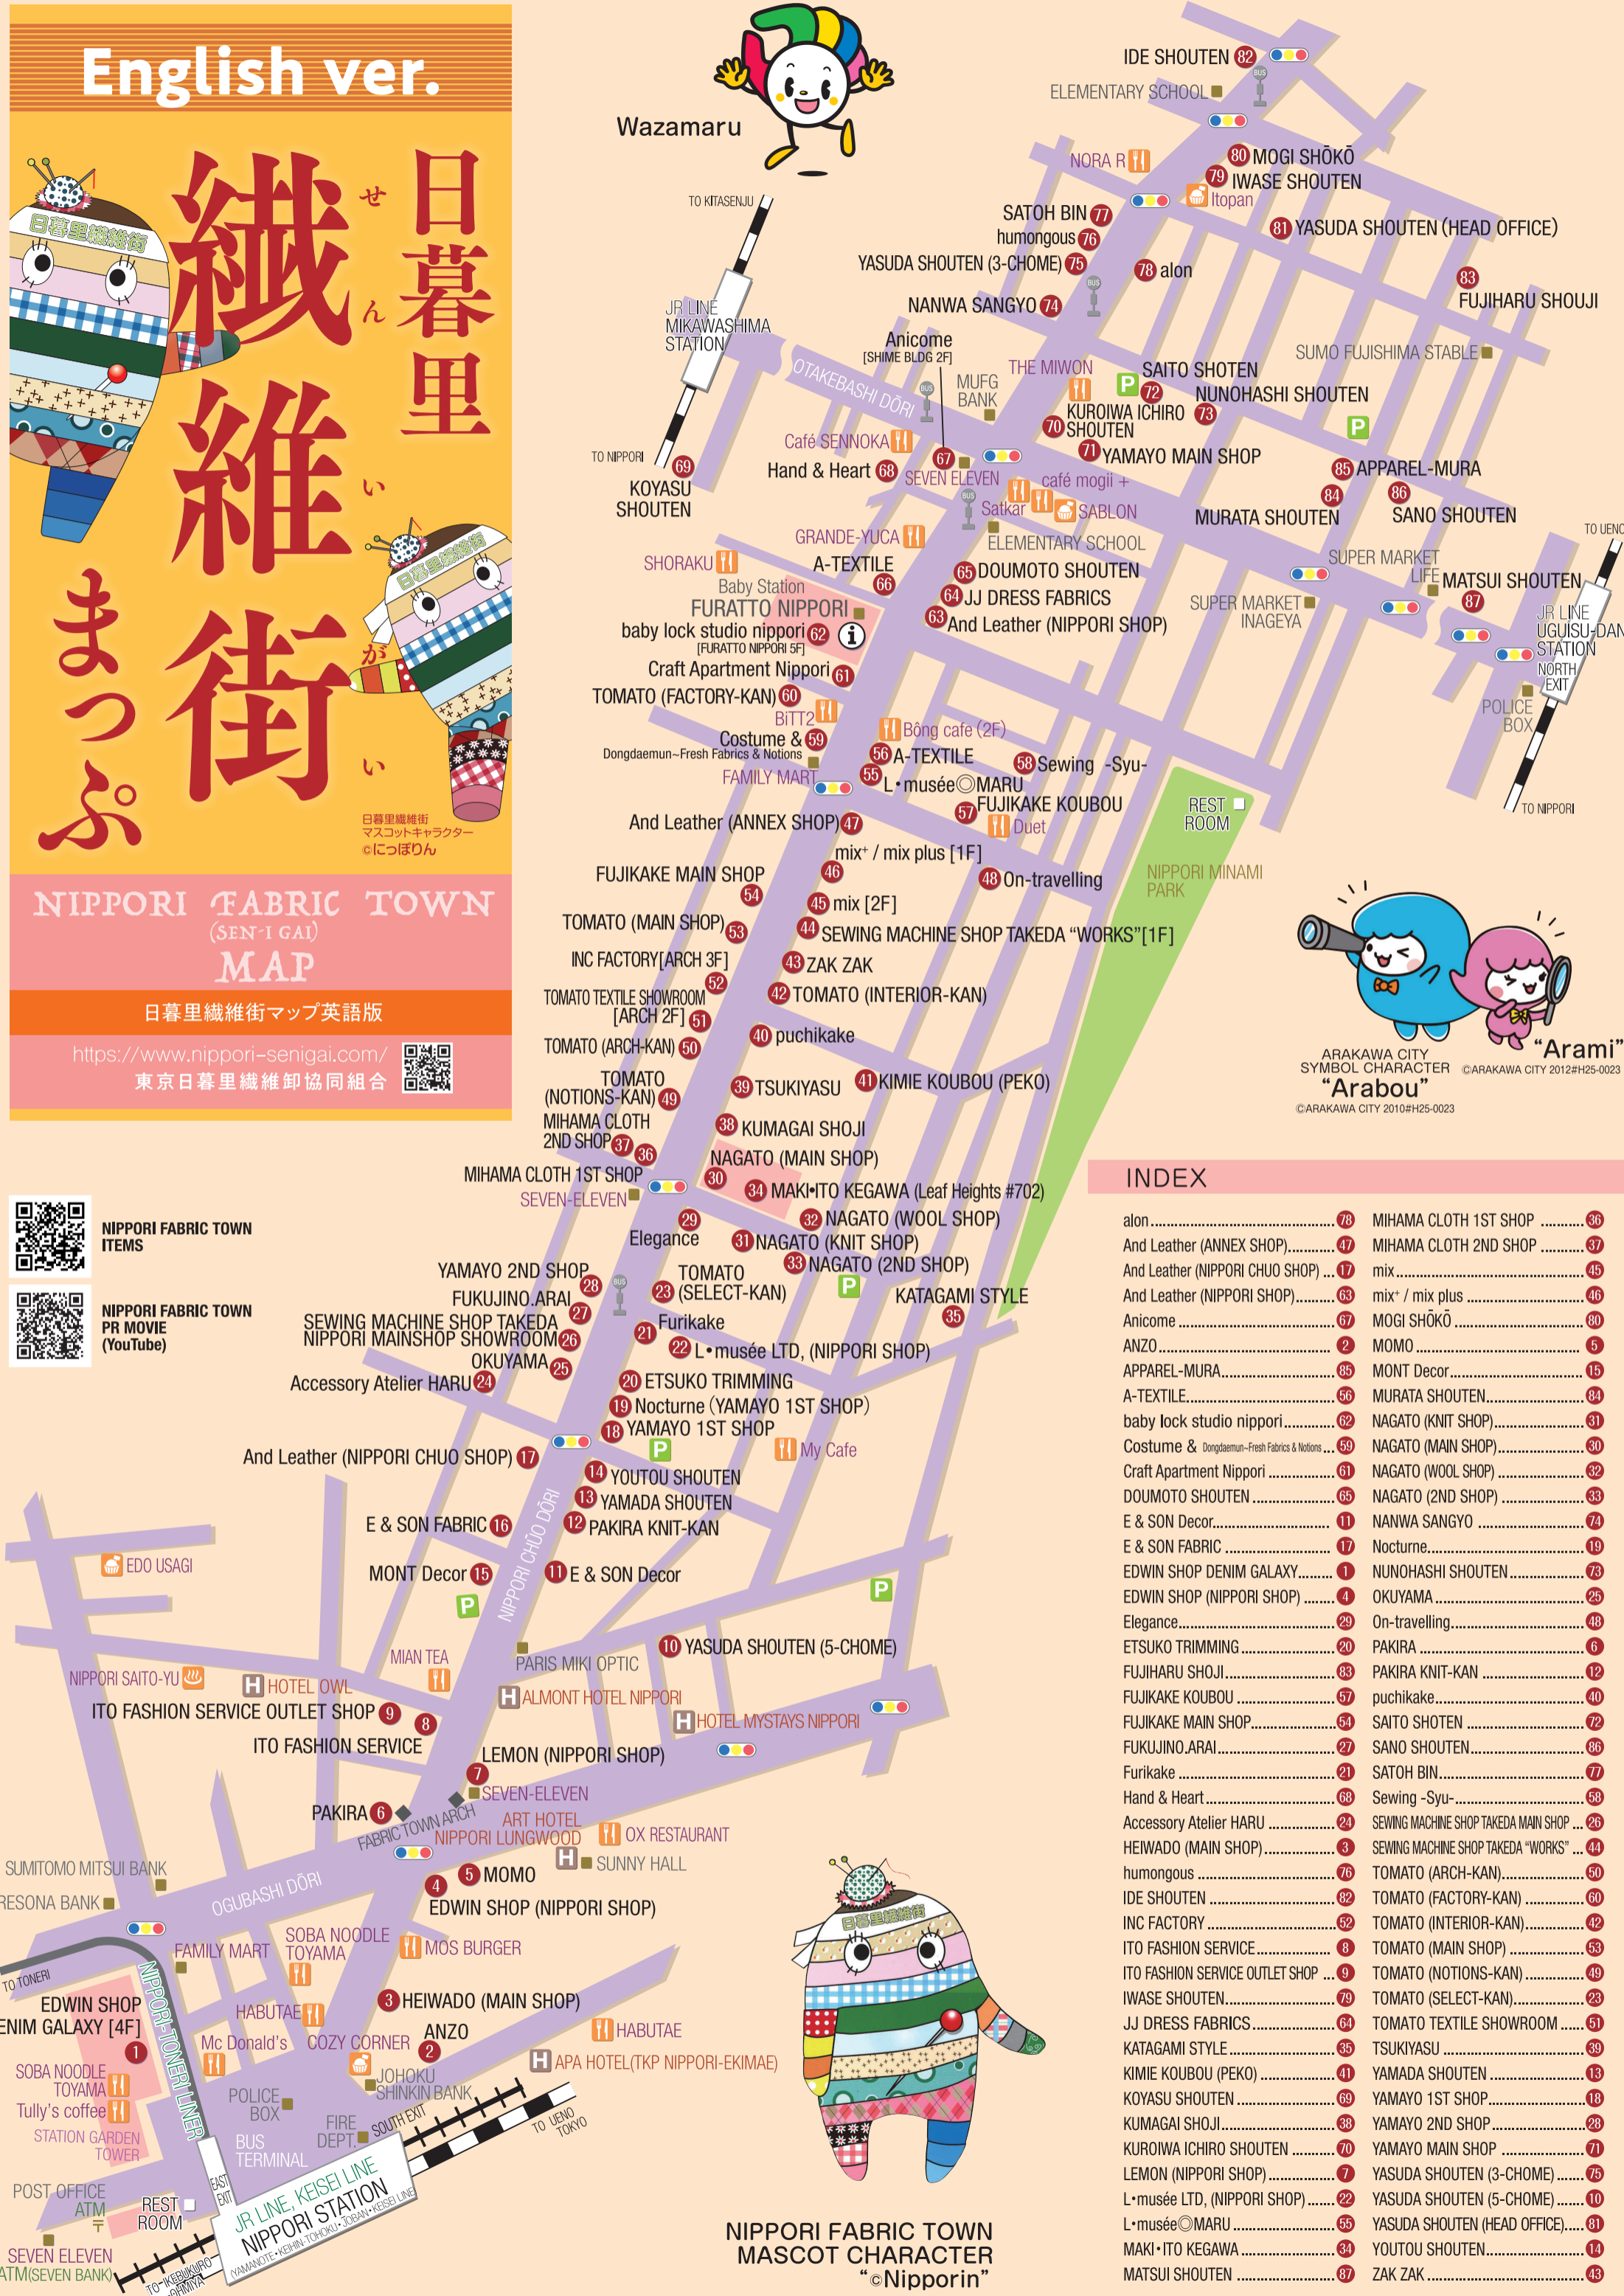 English ver.
日暮里
繊維街
せんいがい
まっぷ
日暮里繊維街
日暮里繊維街
日暮里繊維街
マスコットキャラクター
©にっぽりん
NIPPORI FABRIC TOWN
(SEN-I GAI)
MAP
日暮里繊維街マップ英語版
https://www.nippori-senigai.com/
東京日暮里繊維卸協同組合
NIPPORI FABRIC TOWN
ITEMS
NIPPORI FABRIC TOWN
PR MOVIE
(YouTube)
Wazamaru
IDE SHOUTEN 82
BUS
ELEMENTARY SCHOOL
NORA R
80 MOGI SHŌKŌ
79 IWASE SHOUTEN
Itopan
SATOH BIN 77
humongous 76
YASUDA SHOUTEN (3-CHOME) 75
81 YASUDA SHOUTEN (HEAD OFFICE)
78 alon
83
FUJIHARU SHOUJI
NANWA SANGYO 74
BUS
TO KITASENJU
JR LINE
MIKAWASHIMA
STATION
OTAKEBASHI DŌRI
Anicome
[SHIME BLDG 2F]
BUS
MUFG
BANK
THE MIWON
P
SAITO SHOTEN
72
NUNOHASHI SHOUTEN
73
SUMO FUJISHIMA STABLE
P
70 KUROIWA ICHIRO
SHOUTEN
71 YAMAYO MAIN SHOP
Café SENNOKA
Hand & Heart 68
67
SEVEN ELEVEN
café mogii +
85 APPAREL-MURA
84
MURATA SHOUTEN
86
SANO SHOUTEN
TO NIPPORI
69
KOYASU
SHOUTEN
BUS
Satkar
SABLON
ELEMENTARY SCHOOL
GRANDE-YUCA
SHORAKU
A-TEXTILE
66
Baby Station
FURATTO NIPPORI
baby lock studio nippori 62
[FURATTO NIPPORI 5F]
i
65 DOUMOTO SHOUTEN
64 JJ DRESS FABRICS
63 And Leather (NIPPORI SHOP)
SUPER MARKET
LIFE
SUPER MARKET
INAGEYA
MATSUI SHOUTEN
87
TO UENO
JR LINE
UGUISU-DAN
STATION
NORTH
EXIT
POLICE
BOX
TO NIPPORI
Craft Apartment Nippori 61
TOMATO (FACTORY-KAN) 60
BiTT2
Costume & 59
Dongdaemun~Fresh Fabrics & Notions
FAMILY MART
Bông cafe (2F)
56 A-TEXTILE
55 L•musée◎MARU
58 Sewing -Syu-
57 FUJIKAKE KOUBOU
Duet
REST
ROOM
NIPPORI MINAMI
PARK
And Leather (ANNEX SHOP) 47
mix⁺ / mix plus [1F]
46
48 On-travelling
FUJIKAKE MAIN SHOP
54
45 mix [2F]
TOMATO (MAIN SHOP)
53
44 SEWING MACHINE SHOP TAKEDA “WORKS”[1F]
INC FACTORY[ARCH 3F]
52
43 ZAK ZAK
TOMATO TEXTILE SHOWROOM
[ARCH 2F] 51
42 TOMATO (INTERIOR-KAN)
TOMATO (ARCH-KAN) 50
40 puchikake
TOMATO
(NOTIONS-KAN) 49
39 TSUKIYASU
41 KIMIE KOUBOU (PEKO)
MIHAMA CLOTH
2ND SHOP 37
36
MIHAMA CLOTH 1ST SHOP
SEVEN-ELEVEN
38 KUMAGAI SHOJI
NAGATO (MAIN SHOP)
30
34 MAKI•ITO KEGAWA (Leaf Heights #702)
29
Elegance
32 NAGATO (WOOL SHOP)
31 NAGATO (KNIT SHOP)
33 NAGATO (2ND SHOP)
P
YAMAYO 2ND SHOP
28
BUS
FUKUJINO.ARAI
27
SEWING MACHINE SHOP TAKEDA
NIPPORI MAINSHOP SHOWROOM 26
OKUYAMA 25
Accessory Atelier HARU 24
TOMATO
23 (SELECT-KAN)
KATAGAMI STYLE
35
21 Furikake
22 L•musée LTD, (NIPPORI SHOP)
20 ETSUKO TRIMMING
19 Nocturne (YAMAYO 1ST SHOP)
18 YAMAYO 1ST SHOP
P
My Cafe
And Leather (NIPPORI CHUO SHOP) 17
14 YOUTOU SHOUTEN
13 YAMADA SHOUTEN
12 PAKIRA KNIT-KAN
E & SON FABRIC 16
NIPPORI CHŪO DŌRI
MONT Decor 15
11 E & SON Decor
P
P
EDO USAGI
MIAN TEA
PARIS MIKI OPTIC
10 YASUDA SHOUTEN (5-CHOME)
NIPPORI SAITO-YU
H HOTEL OWL
H ALMONT HOTEL NIPPORI
H HOTEL MYSTAYS NIPPORI
ITO FASHION SERVICE OUTLET SHOP 9
8
ITO FASHION SERVICE
LEMON (NIPPORI SHOP)
7
SEVEN-ELEVEN
PAKIRA 6
FABRIC TOWN ARCH
ART HOTEL
NIPPORI LUNGWOOD
H
OX RESTAURANT
SUNNY HALL
SUMITOMO MITSUI BANK
RESONA BANK
OGUBASHI DŌRI
5 MOMO
4
EDWIN SHOP (NIPPORI SHOP)
TO TONERI
FAMILY MART
SOBA NOODLE
TOYAMA
MOS BURGER
NIPPORI-TONERI LINER
EDWIN SHOP
ENIM GALAXY [4F]
1
HABUTAE
3 HEIWADO (MAIN SHOP)
Mc Donald's
COZY CORNER
ANZO
2
HABUTAE
H APA HOTEL(TKP NIPPORI-EKIMAE)
SOBA NOODLE
TOYAMA
Tully's coffee
STATION GARDEN
TOWER
POLICE
BOX
JOHOKU
SHINKIN BANK
FIRE
DEPT.
SOUTH EXIT
TO UENO
TOKYO
BUS
TERMINAL
EAST
EXIT
POST OFFICE
ATM
〒
REST
ROOM
SEVEN ELEVEN
ATM(SEVEN BANK)
JR LINE, KEISEI LINE
NIPPORI STATION
(YAMANOTE•KEIHIN-TOHOKU•JOBAN•KEISEI LINE)
TO IKEBUKURO
OHMIYA
日暮里繊維街
NIPPORI FABRIC TOWN
MASCOT CHARACTER
“©Nipporin”
ARAKAWA CITY
SYMBOL CHARACTER
“Arabou”
©ARAKAWA CITY 2010#H25-0023
“Arami”
©ARAKAWA CITY 2012#H25-0023
INDEX
alon 78
And Leather (ANNEX SHOP) 47
And Leather (NIPPORI CHUO SHOP) 17
And Leather (NIPPORI SHOP) 63
Anicome 67
ANZO 2
APPAREL-MURA 85
A-TEXTILE 56
baby lock studio nippori 62
Costume & Dongdaemun~Fresh Fabrics & Notions 59
Craft Apartment Nippori 61
DOUMOTO SHOUTEN 65
E & SON Decor 11
E & SON FABRIC 17
EDWIN SHOP DENIM GALAXY 1
EDWIN SHOP (NIPPORI SHOP) 4
Elegance 29
ETSUKO TRIMMING 20
FUJIHARU SHOJI 83
FUJIKAKE KOUBOU 57
FUJIKAKE MAIN SHOP 54
FUKUJINO.ARAI 27
Furikake 21
Hand & Heart 68
Accessory Atelier HARU 24
HEIWADO (MAIN SHOP) 3
humongous 76
IDE SHOUTEN 82
INC FACTORY 52
ITO FASHION SERVICE 8
ITO FASHION SERVICE OUTLET SHOP 9
IWASE SHOUTEN 79
JJ DRESS FABRICS 64
KATAGAMI STYLE 35
KIMIE KOUBOU (PEKO) 41
KOYASU SHOUTEN 69
KUMAGAI SHOJI 38
KUROIWA ICHIRO SHOUTEN 70
LEMON (NIPPORI SHOP) 7
L•musée LTD, (NIPPORI SHOP) 22
L•musée◎MARU 55
MAKI•ITO KEGAWA 34
MATSUI SHOUTEN 87
MIHAMA CLOTH 1ST SHOP 36
MIHAMA CLOTH 2ND SHOP 37
mix 45
mix⁺ / mix plus 46
MOGI SHŌKŌ 80
MOMO 5
MONT Decor 15
MURATA SHOUTEN 84
NAGATO (KNIT SHOP) 31
NAGATO (MAIN SHOP) 30
NAGATO (WOOL SHOP) 32
NAGATO (2ND SHOP) 33
NANWA SANGYO 74
Nocturne 19
NUNOHASHI SHOUTEN 73
OKUYAMA 25
On-travelling 48
PAKIRA 6
PAKIRA KNIT-KAN 12
puchikake 40
SAITO SHOTEN 72
SANO SHOUTEN 86
SATOH BIN 77
Sewing -Syu- 58
SEWING MACHINE SHOP TAKEDA MAIN SHOP 26
SEWING MACHINE SHOP TAKEDA “WORKS” 44
TOMATO (ARCH-KAN) 50
TOMATO (FACTORY-KAN) 60
TOMATO (INTERIOR-KAN) 42
TOMATO (MAIN SHOP) 53
TOMATO (NOTIONS-KAN) 49
TOMATO (SELECT-KAN) 23
TOMATO TEXTILE SHOWROOM 51
TSUKIYASU 39
YAMADA SHOUTEN 13
YAMAYO 1ST SHOP 18
YAMAYO 2ND SHOP 28
YAMAYO MAIN SHOP 71
YASUDA SHOUTEN (3-CHOME) 75
YASUDA SHOUTEN (5-CHOME) 10
YASUDA SHOUTEN (HEAD OFFICE) 81
YOUTOU SHOUTEN 14
ZAK ZAK 43